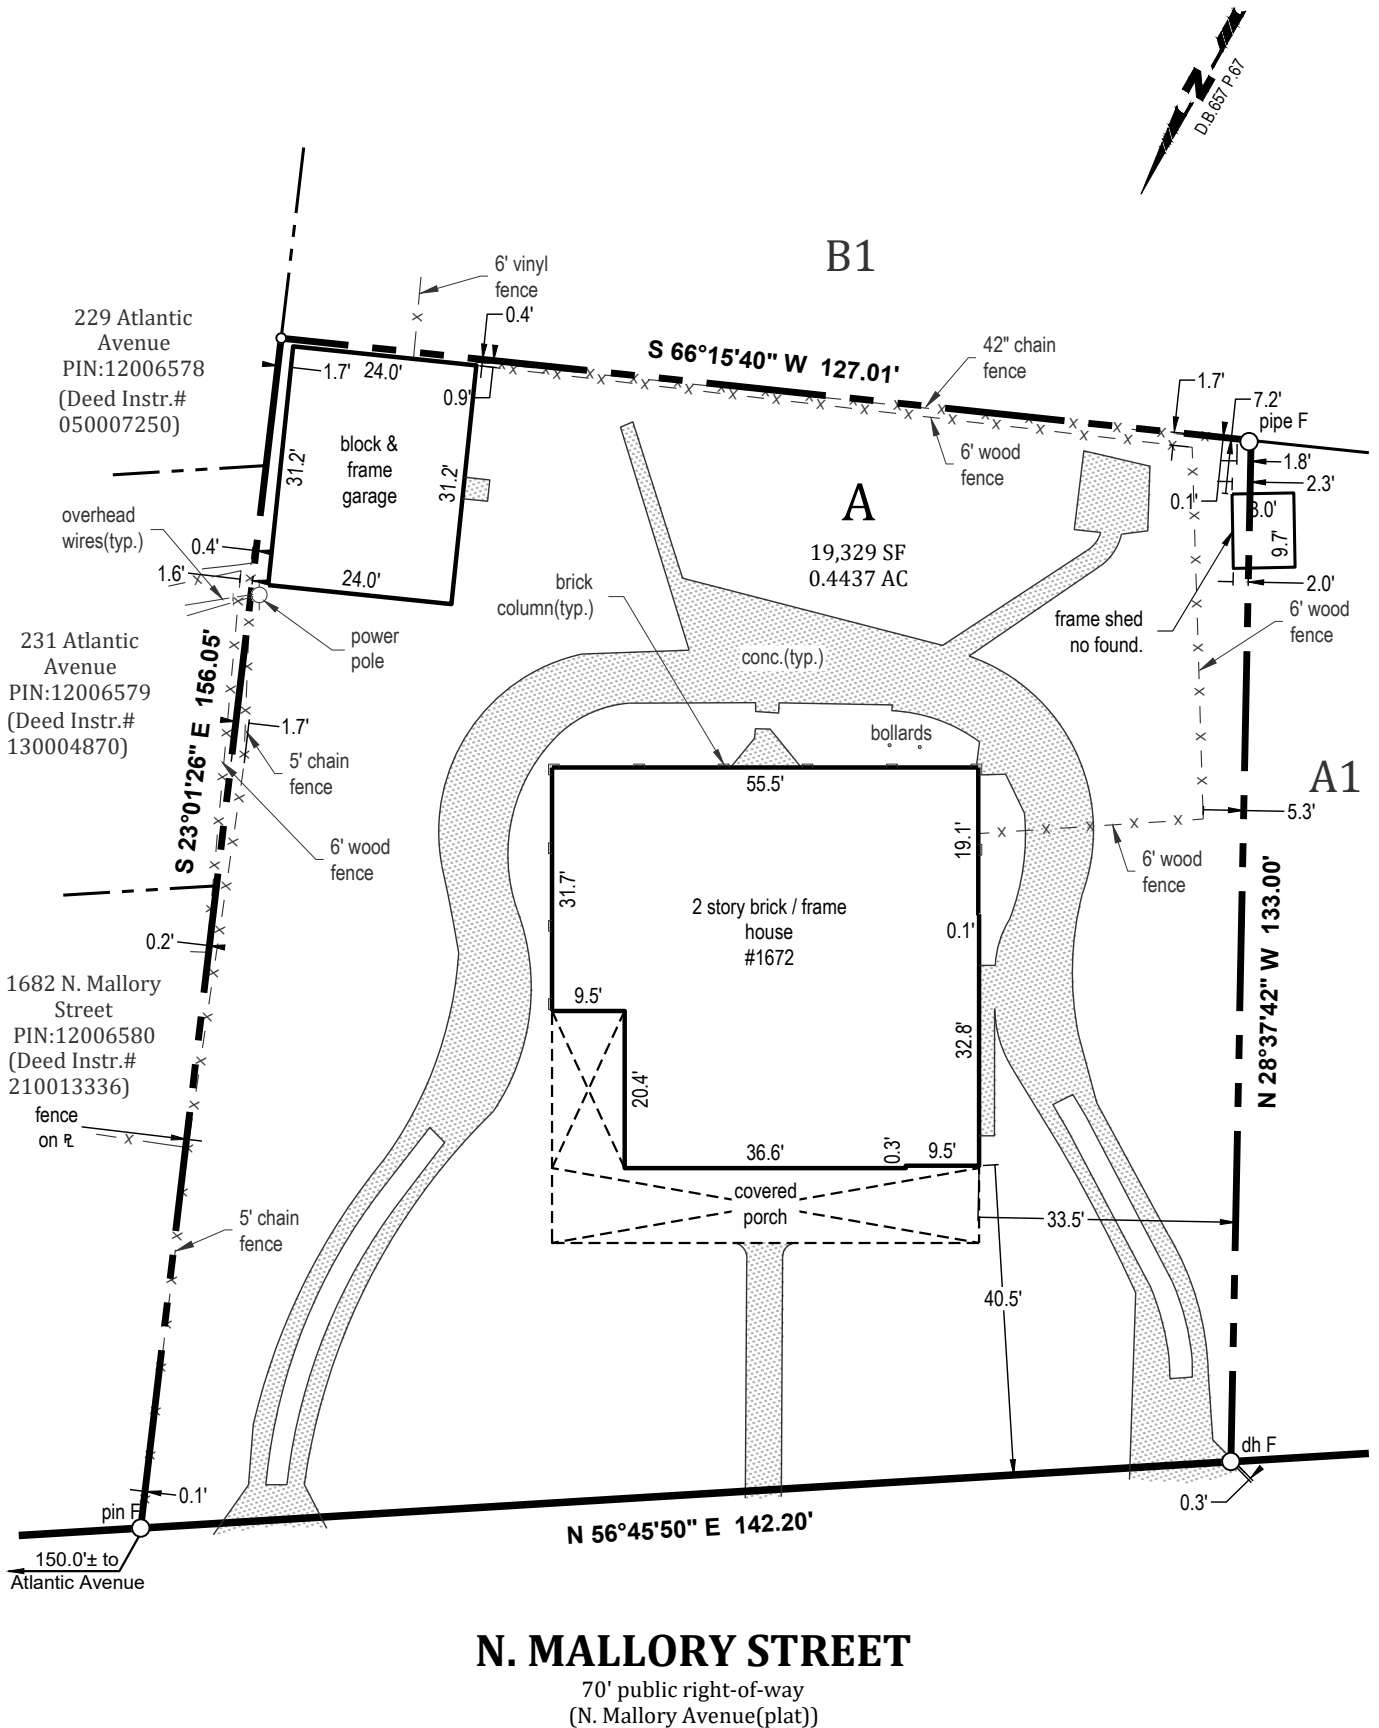 N
D.B.657 P.67
B1
6' vinyl
fence
0.4'
229 Atlantic
Avenue
PIN:12006578
(Deed Instr.#
050007250)
S 66°15'40" W 127.01'
42" chain
fence
1.7'
7.2'
pipe F
1.7'
24.0'
0.9'
block &
frame
garage
31.2'
31.2'
6' wood
fence
1.8'
2.3'
0.1'
8.0'
9.7'
A
19,329 SF
0.4437 AC
overhead
wires(typ.)
0.4'
1.6'
24.0'
brick
column(typ.)
2.0'
6' wood
fence
frame shed
no found.
power
pole
231 Atlantic
Avenue
PIN:12006579
(Deed Instr.#
130004870)
S 23°01'26" E 156.05'
conc.(typ.)
1.7'
5' chain
fence
bollards
55.5'
A1
5.3'
19.1'
6' wood
fence
6' wood
fence
31.7'
2 story brick / frame
house
#1672
0.1'
N 28°37'42" W 133.00'
0.2'
1682 N. Mallory
Street
PIN:12006580
(Deed Instr.#
210013336)
9.5'
32.8'
20.4'
fence
on ℄
36.6'
0.3'
9.5'
covered
porch
5' chain
fence
33.5'
40.5'
dh F
0.3'
0.1'
pin F
N 56°45'50" E 142.20'
150.0'± to
Atlantic Avenue
N. MALLORY STREET
70' public right-of-way
(N. Mallory Avenue(plat))